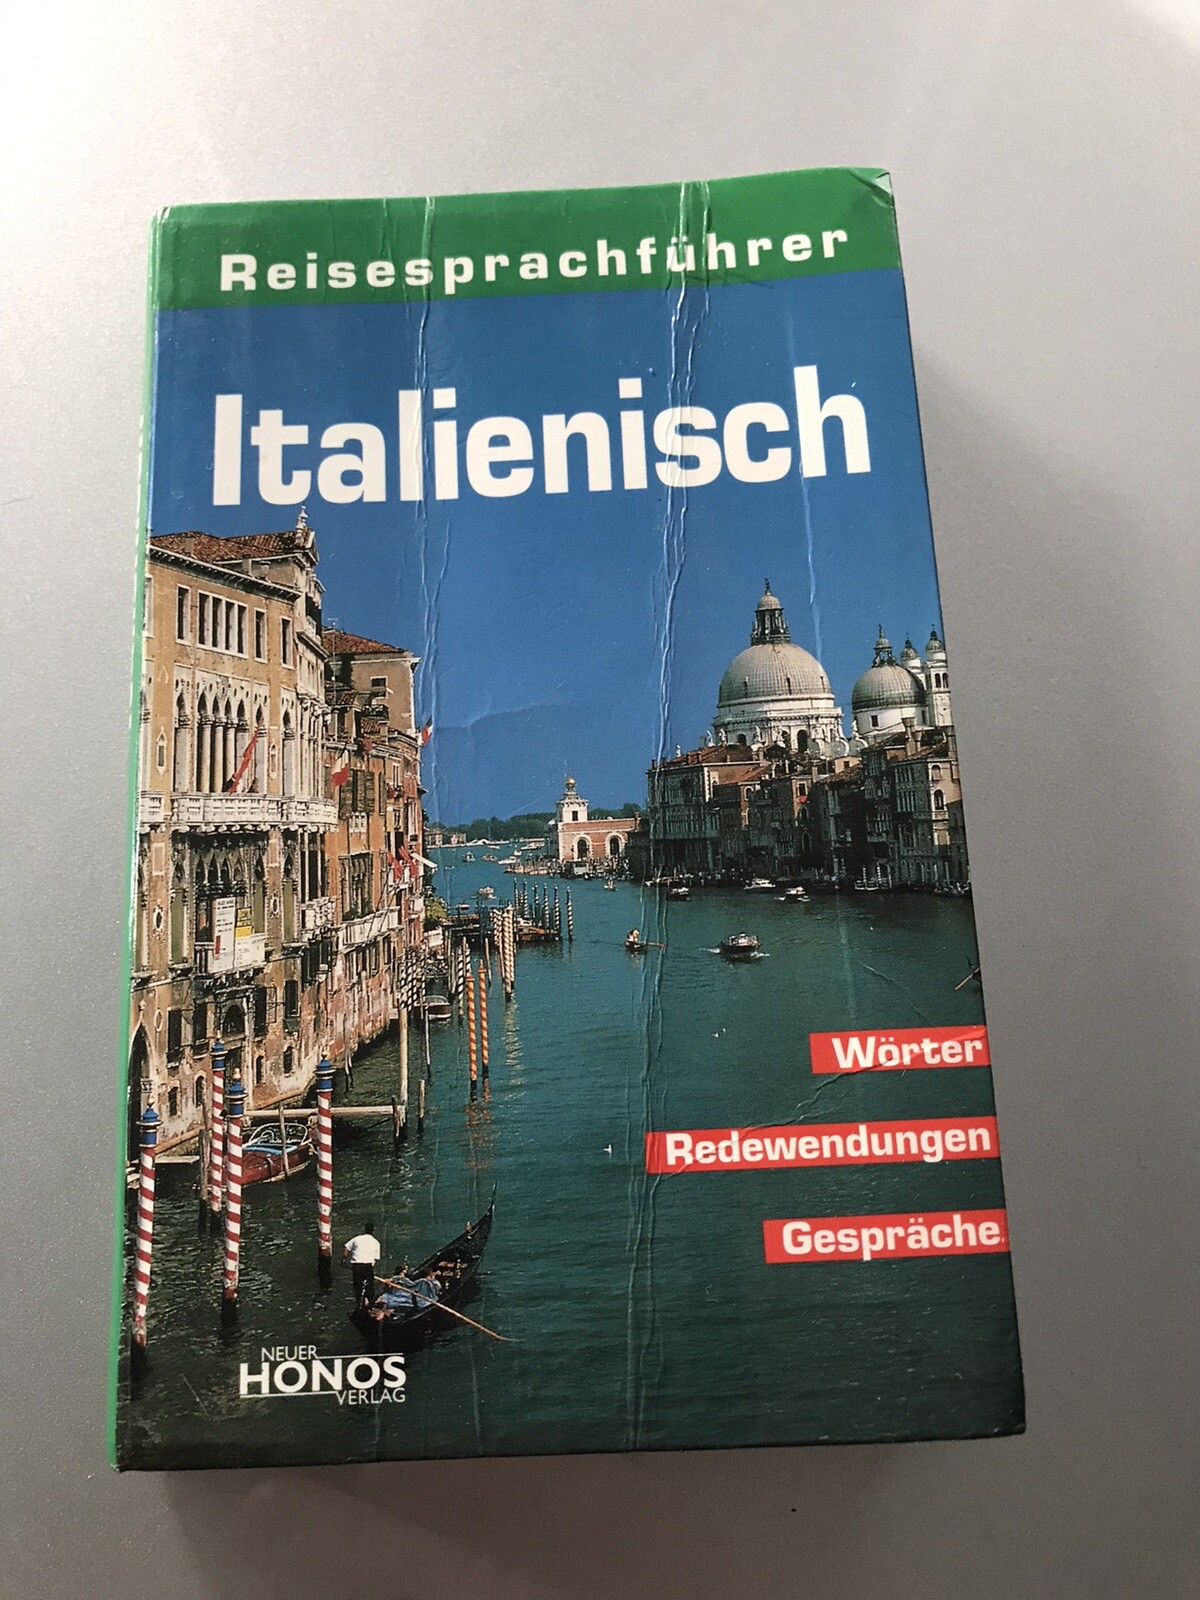 Reisesprachführer
Italienisch
Wörter
Redewendungen
Gespräche
NEUER
HONOS
VERLAG